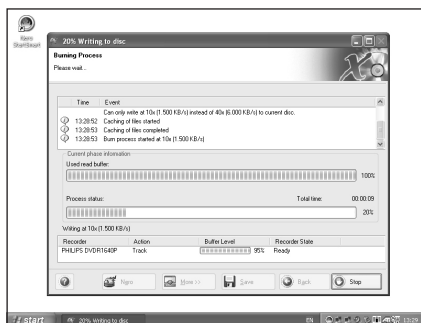 Nero
StartSmart
20% Writing to disc
Burning Process
Please wait...
Time Event
Can only write at 10x (1.500 KB/s) instead of 40x (6.000 KB/s) to current disc.
13:28:52 Caching of files started
13:28:53 Caching of files completed
13:28:53 Burn process started at 10x (1.500 KB/s)
Current phase information
Used read buffer:
100%
Process status: Total time: 00:00:09
20%
Writing at 10x (1.500 KB/s)
Recorder Action Buffer Level Recorder State
PHILIPS DVDR1640P Track 95% Ready
Nero More >> Save Back Stop
start 20% Writing to disc EN 13:29